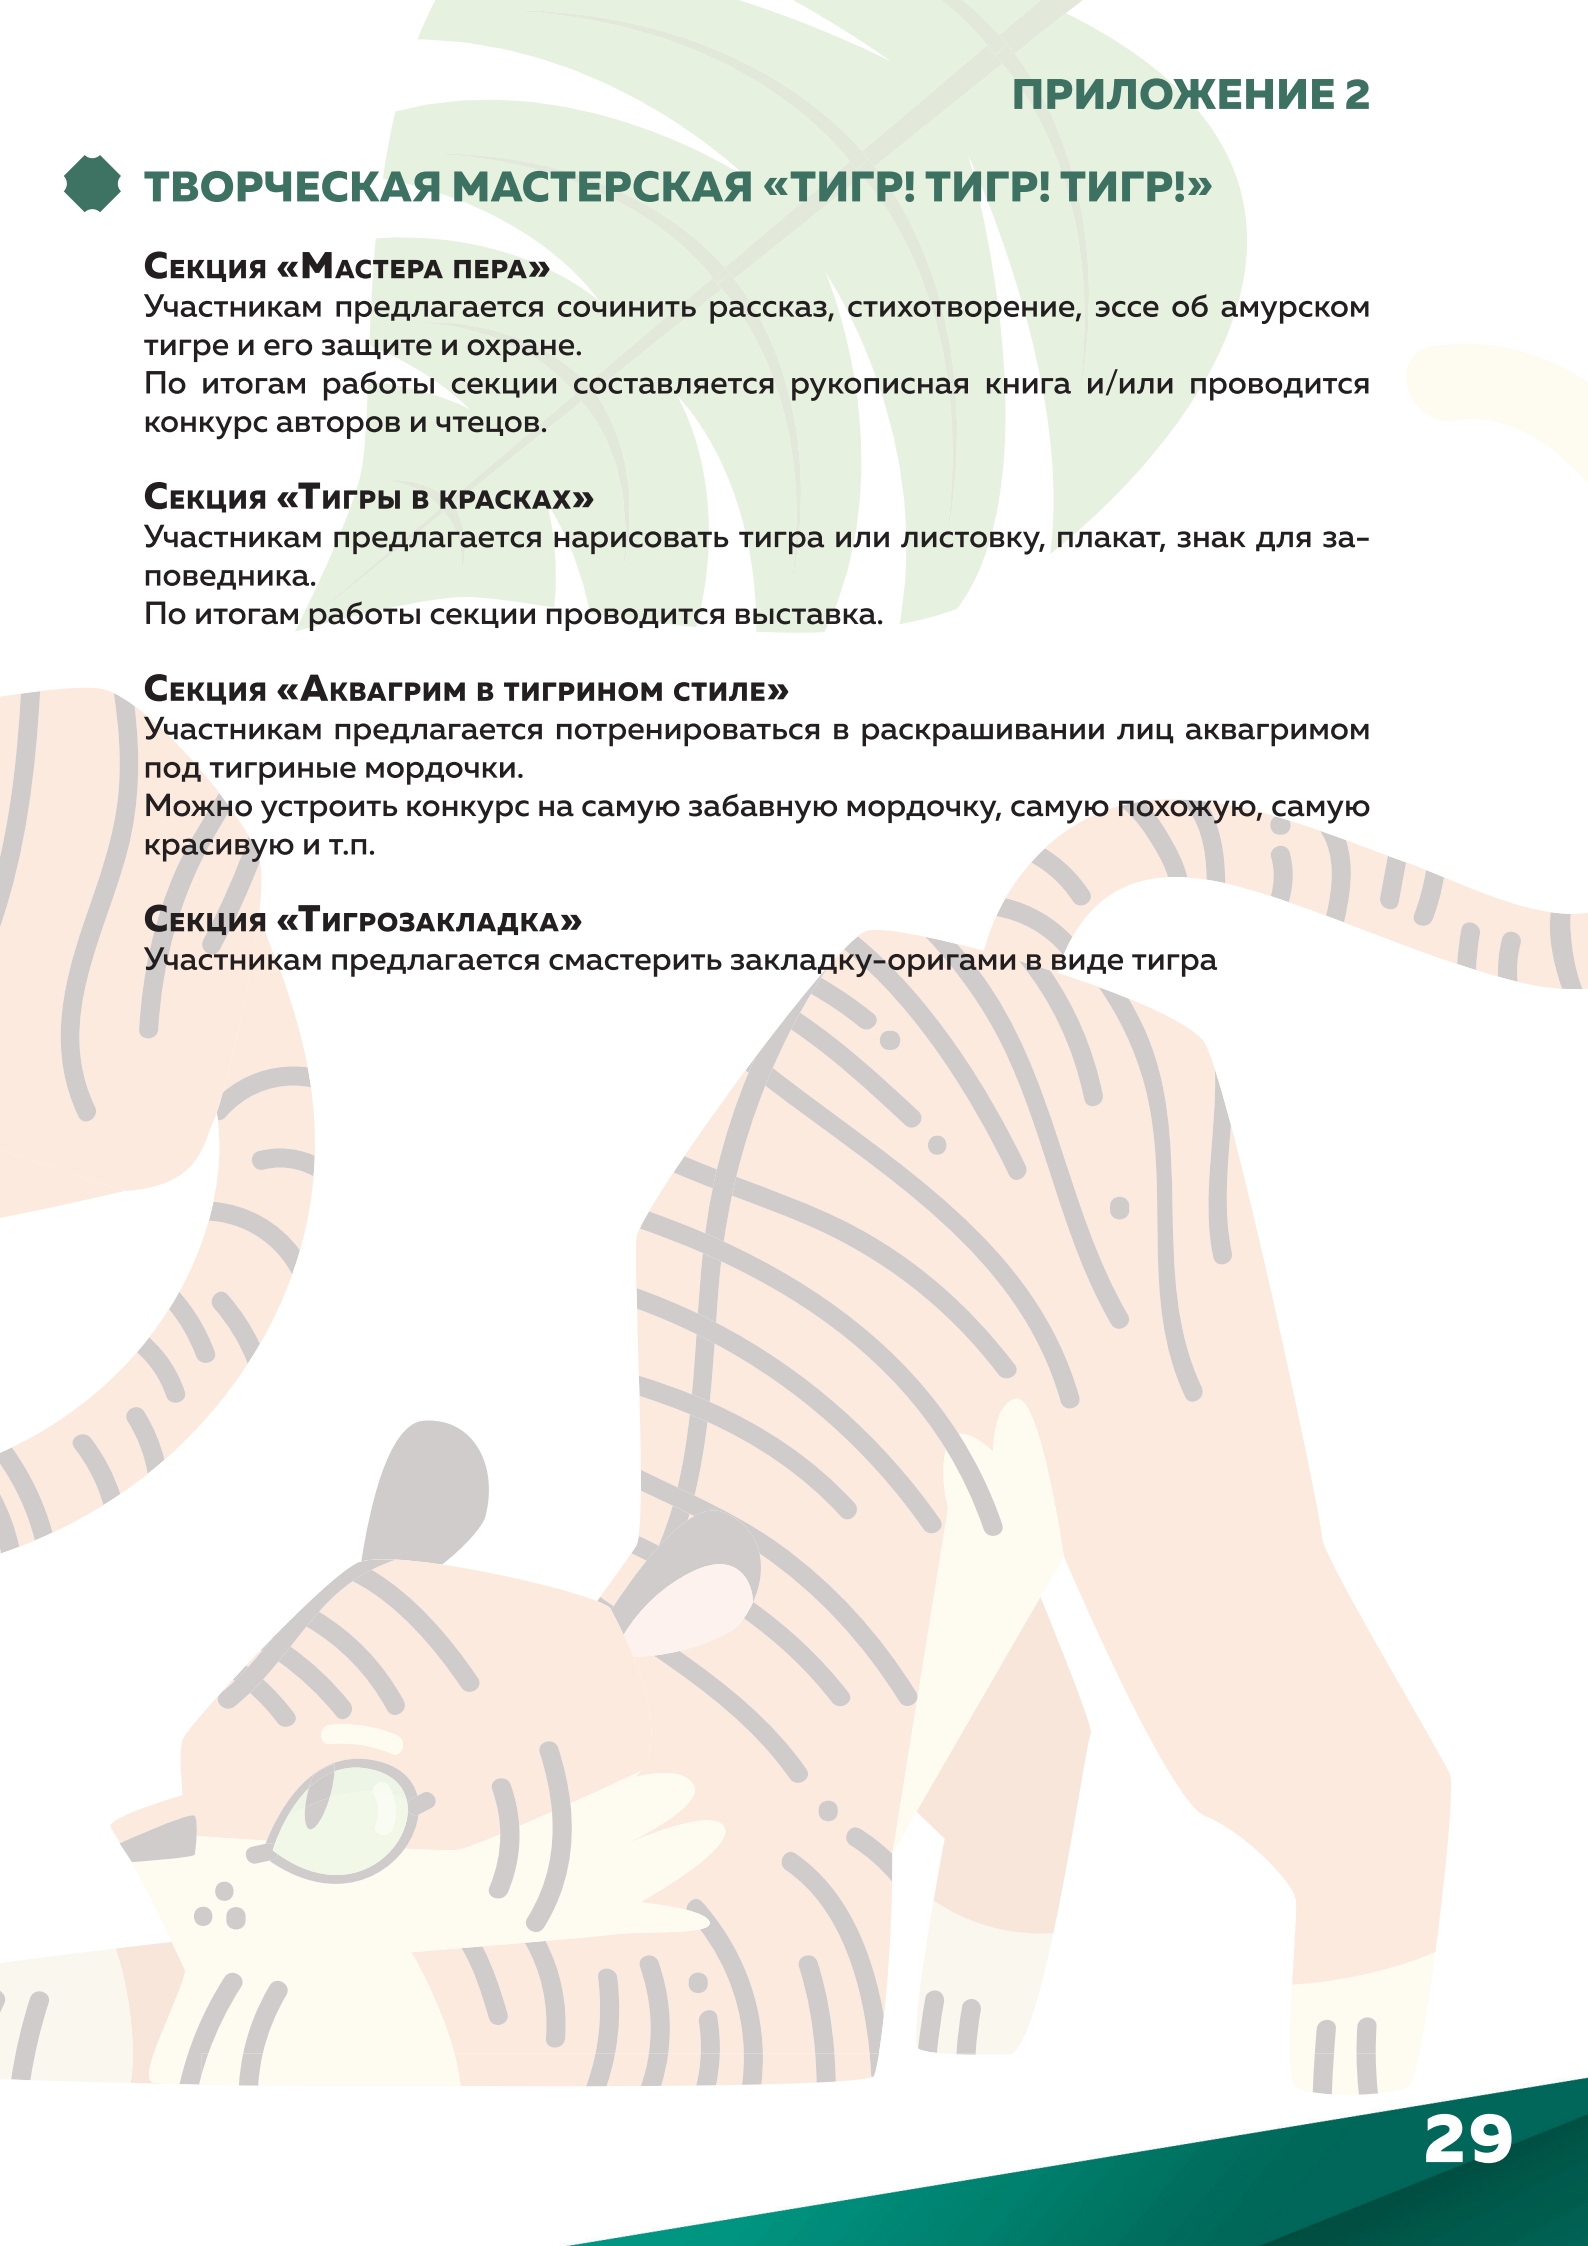 ПРИЛОЖЕНИЕ 2
ТВОРЧЕСКАЯ МАСТЕРСКАЯ «ТИГР! ТИГР! ТИГР!»
Секция «Мастера пера»
Участникам предлагается сочинить рассказ, стихотворение, эссе об амурском
тигре и его защите и охране.
По итогам работы секции составляется рукописная книга и/или проводится
конкурс авторов и чтецов.
Секция «Тигры в красках»
Участникам предлагается нарисовать тигра или листовку, плакат, знак для за-
поведника.
По итогам работы секции проводится выставка.
Секция «Аквагрим в тигрином стиле»
Участникам предлагается потренироваться в раскрашивании лиц аквагримом
под тигриные мордочки.
Можно устроить конкурс на самую забавную мордочку, самую похожую, самую
красивую и т.п.
Секция «Тигрозакладка»
Участникам предлагается смастерить закладку-оригами в виде тигра
29